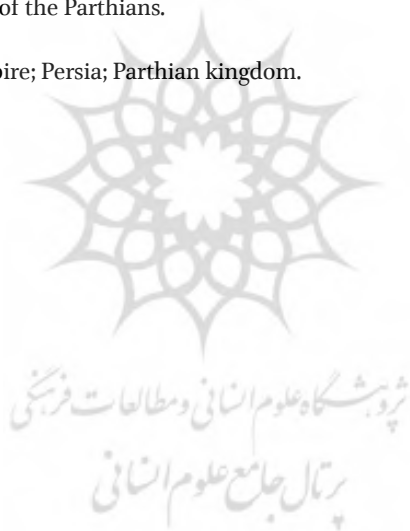 of the Parthians.
pire; Persia; Parthian kingdom.
پژوهشگاه علوم انسانی و مطالعات فرهنگی
پرتال جامع علوم انسانی